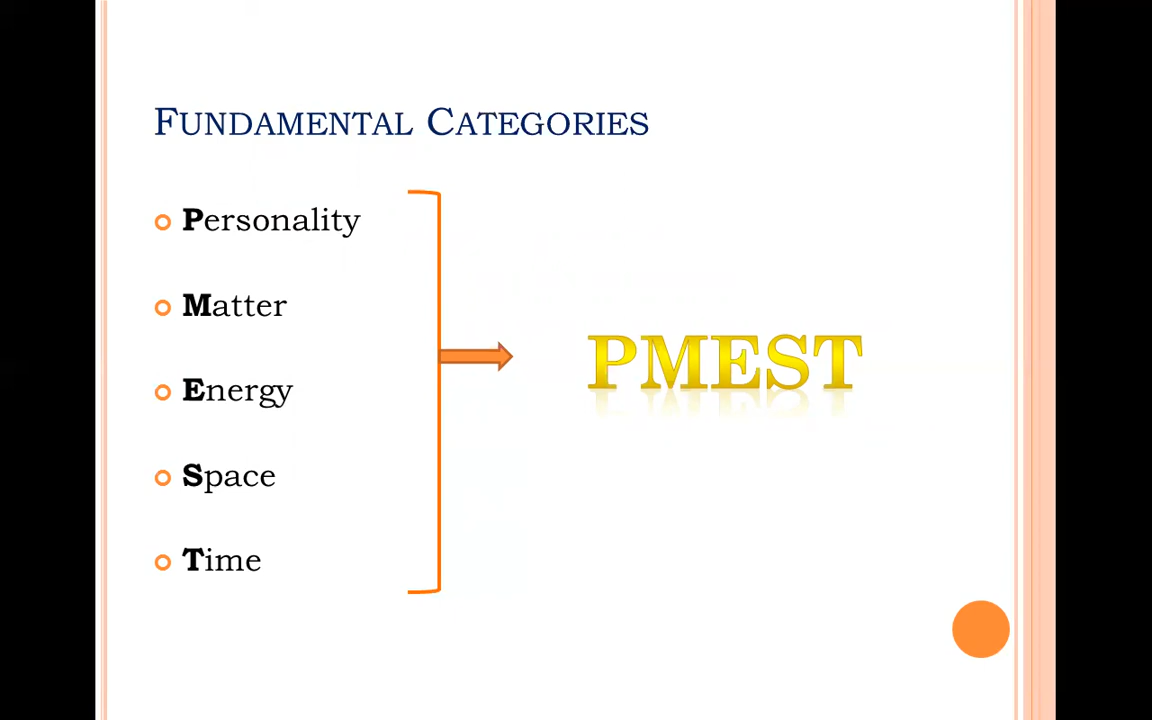 Fundamental Categories
Personality
Matter
Energy
Space
Time
PMEST